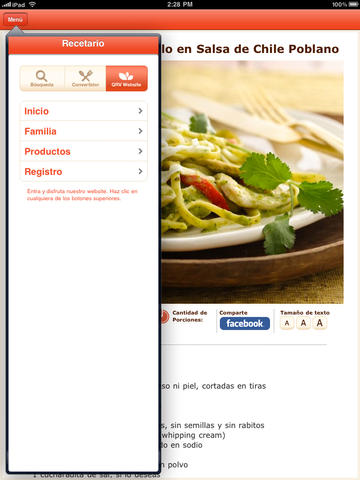 iPad
2:28 PM
100%
Menú
Recetario
lo en Salsa de Chile Poblano
Búsqueda
Convertidor
QRV Website
Inicio
Familia
Productos
Registro
Entra y disfruta nuestro website. Haz clic en
cualquiera de los botones superiores.
Cantidad de
Porciones:
Comparte
facebook
Tamaño de texto
A A A
so ni piel, cortadas en tiras
s, sin semillas y sin rabitos
whipping cream)
do en sodio
n polvo
1 cucharadita de sal, si lo deseas